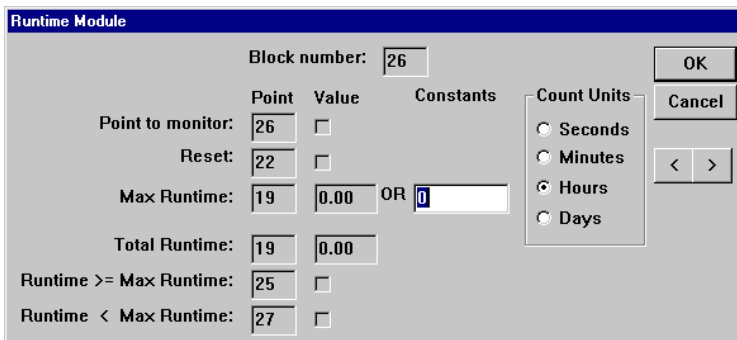 Runtime Module
Block number: 26
OK
Point Value Constants Count Units
Cancel
Point to monitor: 26
Seconds
Reset: 22
Minutes
< >
Max Runtime: 19 0.00 OR 0
Hours
Days
Total Runtime: 19 0.00
Runtime >= Max Runtime: 25
Runtime < Max Runtime: 27